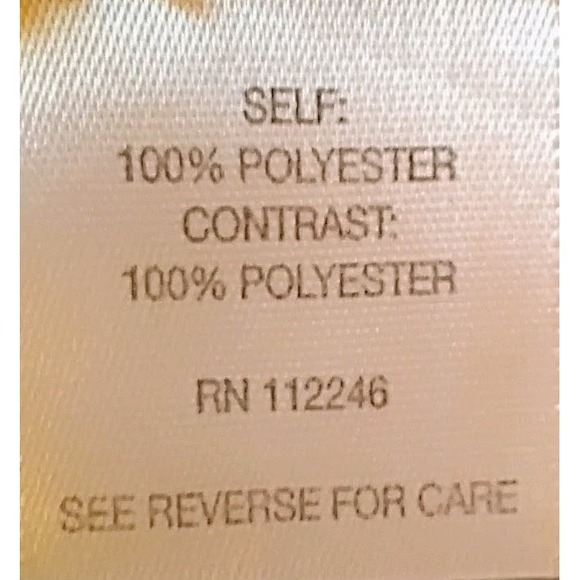 SELF:
100% POLYESTER
CONTRAST:
100% POLYESTER
RN 112246
SEE REVERSE FOR CARE